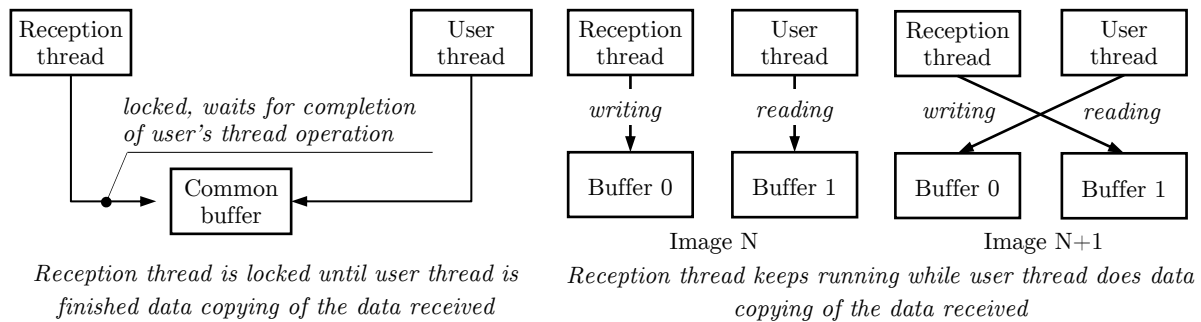 Reception
thread
User
thread
locked, waits for completion
of user's thread operation
Common
buffer
Reception thread is locked until user thread is
finished data copying of the data received
Reception
thread
User
thread
writing
reading
Buffer 0
Buffer 1
Image N
Reception
thread
User
thread
writing
reading
Buffer 0
Buffer 1
Image N+1
Reception thread keeps running while user thread does data
copying of the data received